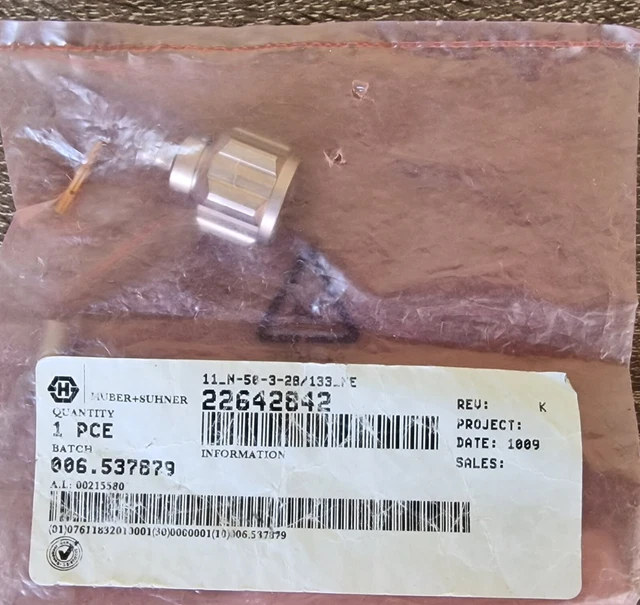 11_N-50-3-28/133_NE
22642842
HUBER+SUHNER
QUANTITY
1 PCE
BATCH
006.537879
INFORMATION
REV: K
PROJECT:
DATE: 1009
SALES:
A.I.: 00215580
(01)07611832013001(30)0000001(10)006.537879